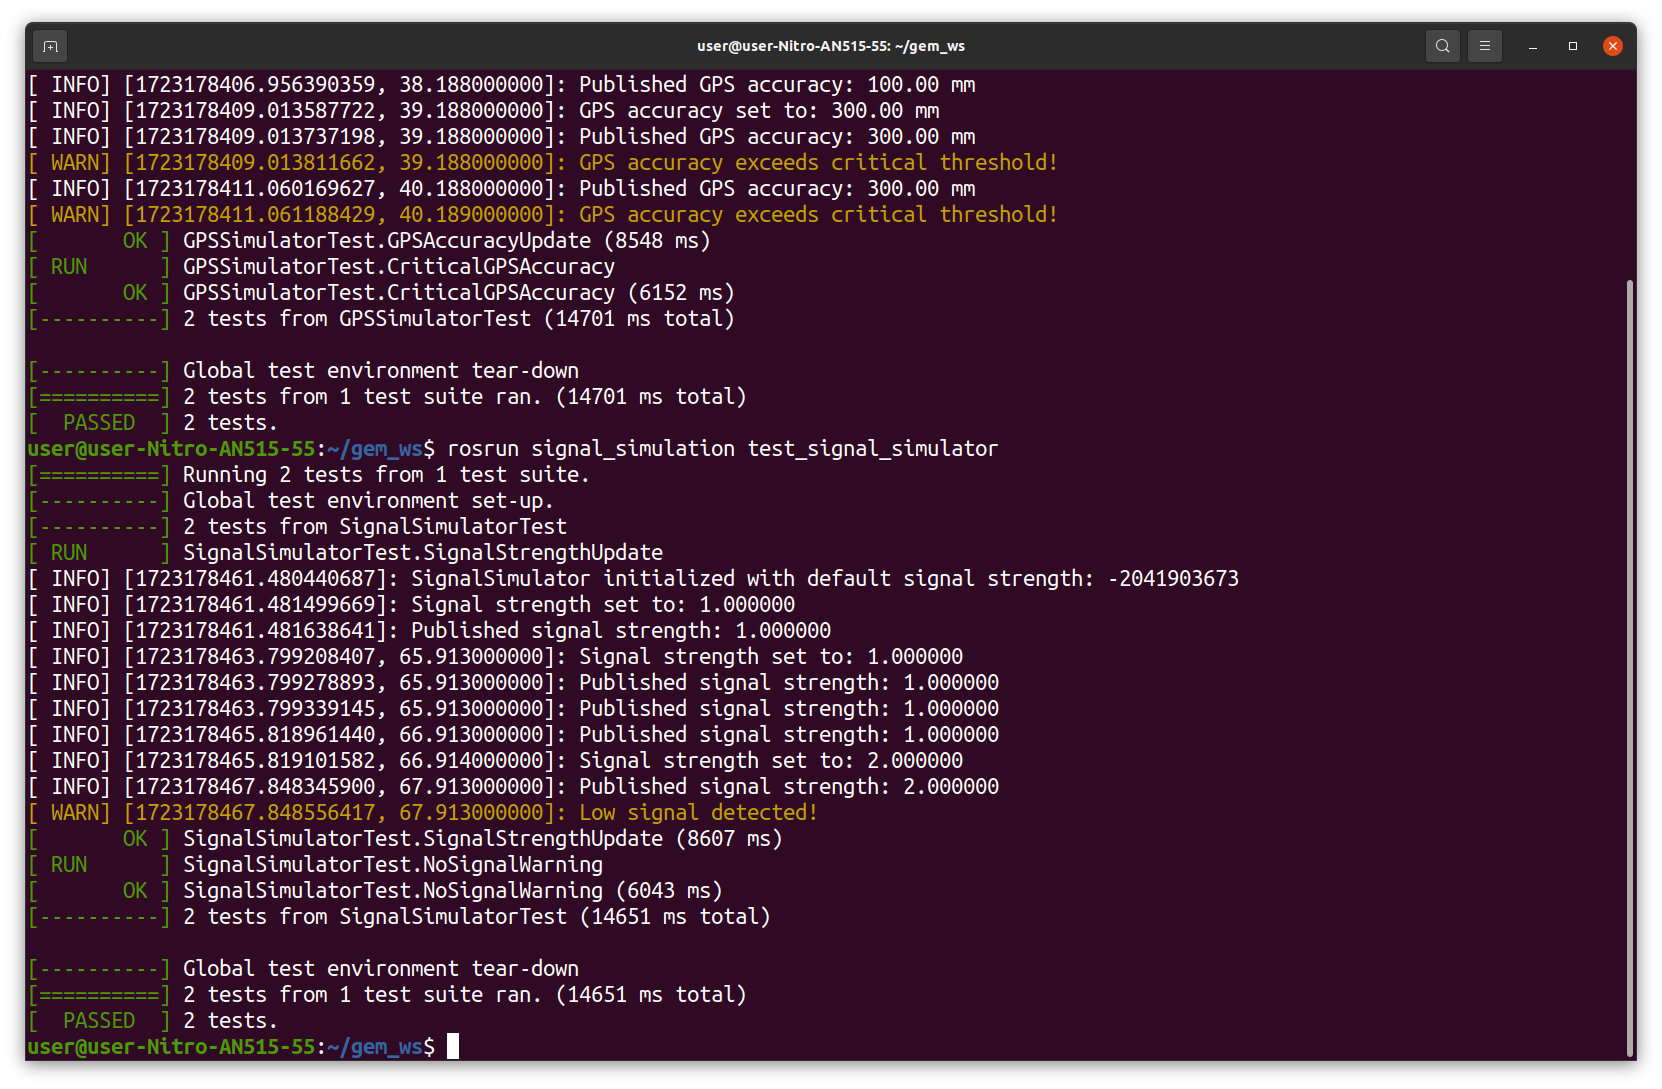 user@user-Nitro-AN515-55: ~/gem_ws
[ INFO] [1723178406.956390359, 38.188000000]: Published GPS accuracy: 100.00 mm
[ INFO] [1723178409.013587722, 39.188000000]: GPS accuracy set to: 300.00 mm
[ INFO] [1723178409.013737198, 39.188000000]: Published GPS accuracy: 300.00 mm
[ WARN] [1723178409.013811662, 39.188000000]: GPS accuracy exceeds critical threshold!
[ INFO] [1723178411.060169627, 40.188000000]: Published GPS accuracy: 300.00 mm
[ WARN] [1723178411.061188429, 40.189000000]: GPS accuracy exceeds critical threshold!
[       OK ] GPSSimulatorTest.GPSAccuracyUpdate (8548 ms)
[ RUN      ] GPSSimulatorTest.CriticalGPSAccuracy
[       OK ] GPSSimulatorTest.CriticalGPSAccuracy (6152 ms)
[----------] 2 tests from GPSSimulatorTest (14701 ms total)

[----------] Global test environment tear-down
[==========] 2 tests from 1 test suite ran. (14701 ms total)
[  PASSED  ] 2 tests.
user@user-Nitro-AN515-55:~/gem_ws$ rosrun signal_simulation test_signal_simulator
[==========] Running 2 tests from 1 test suite.
[----------] Global test environment set-up.
[----------] 2 tests from SignalSimulatorTest
[ RUN      ] SignalSimulatorTest.SignalStrengthUpdate
[ INFO] [1723178461.480440687]: SignalSimulator initialized with default signal strength: -2041903673
[ INFO] [1723178461.481499669]: Signal strength set to: 1.000000
[ INFO] [1723178461.481638641]: Published signal strength: 1.000000
[ INFO] [1723178463.799208407, 65.913000000]: Signal strength set to: 1.000000
[ INFO] [1723178463.799278893, 65.913000000]: Published signal strength: 1.000000
[ INFO] [1723178463.799339145, 65.913000000]: Published signal strength: 1.000000
[ INFO] [1723178465.818961440, 66.913000000]: Published signal strength: 1.000000
[ INFO] [1723178465.819101582, 66.914000000]: Signal strength set to: 2.000000
[ INFO] [1723178467.848345900, 67.913000000]: Published signal strength: 2.000000
[ WARN] [1723178467.848556417, 67.913000000]: Low signal detected!
[       OK ] SignalSimulatorTest.SignalStrengthUpdate (8607 ms)
[ RUN      ] SignalSimulatorTest.NoSignalWarning
[       OK ] SignalSimulatorTest.NoSignalWarning (6043 ms)
[----------] 2 tests from SignalSimulatorTest (14651 ms total)

[----------] Global test environment tear-down
[==========] 2 tests from 1 test suite ran. (14651 ms total)
[  PASSED  ] 2 tests.
user@user-Nitro-AN515-55:~/gem_ws$